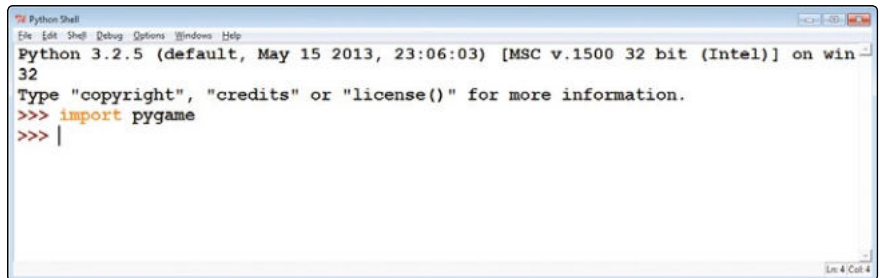 Python Shell
File Edit Shell Debug Options Windows Help
Python 3.2.5 (default, May 15 2013, 23:06:03) [MSC v.1500 32 bit (Intel)] on win
32
Type "copyright", "credits" or "license()" for more information.
>>> import pygame
>>>
Ln: 4 Col: 4